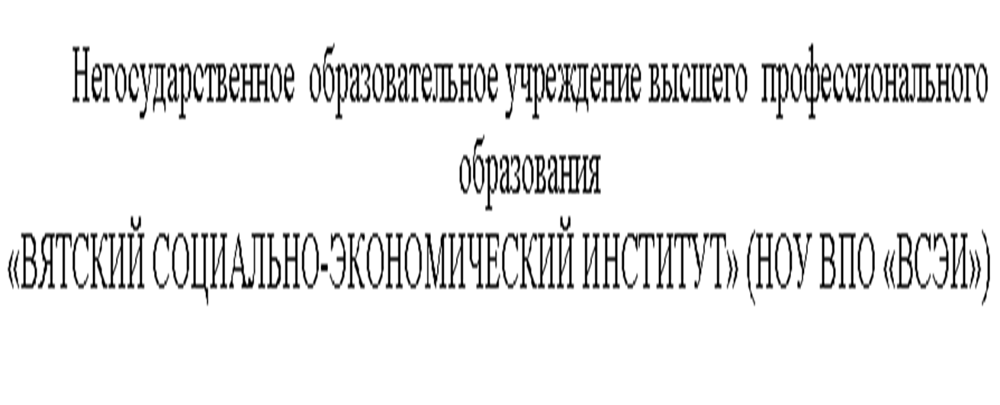 Негосударственное образовательное учреждение высшего профессионального
образования
«ВЯТСКИЙ СОЦИАЛЬНО-ЭКОНОМИЧЕСКИЙ ИНСТИТУТ» (НОУ ВПО «ВСЭИ»)